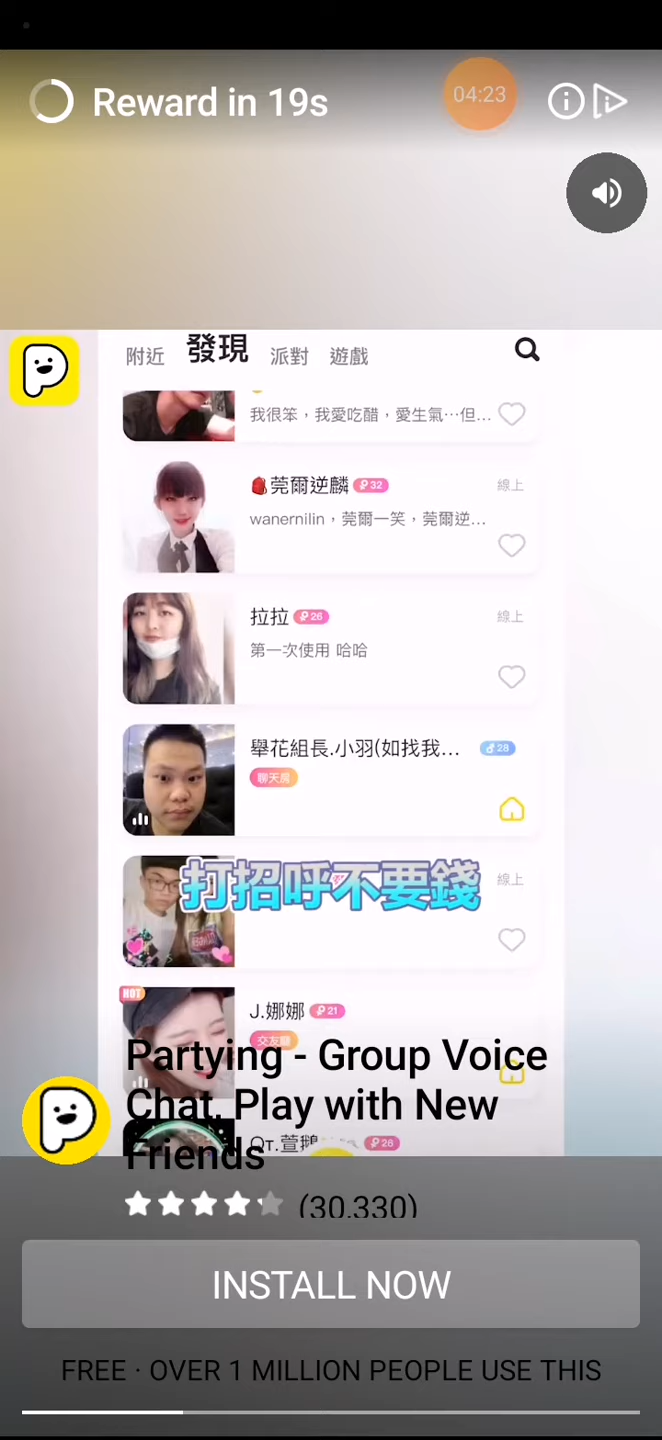 Reward in 19s
04:23
附近 發現 派對 遊戲
我很笨，我愛吃醋，愛生氣…但...
莞爾逆麟 32 線上
wanernilin，莞爾一笑，莞爾逆...
拉拉 26 線上
第一次使用 哈哈
舉花組長.小羽(如找我... 28
聊天房
打招呼不要錢
線上
HOT
J.娜娜 21
Partying - Group Voice
Chat, Play with New
Friends
26
(30,330)
INSTALL NOW
FREE · OVER 1 MILLION PEOPLE USE THIS